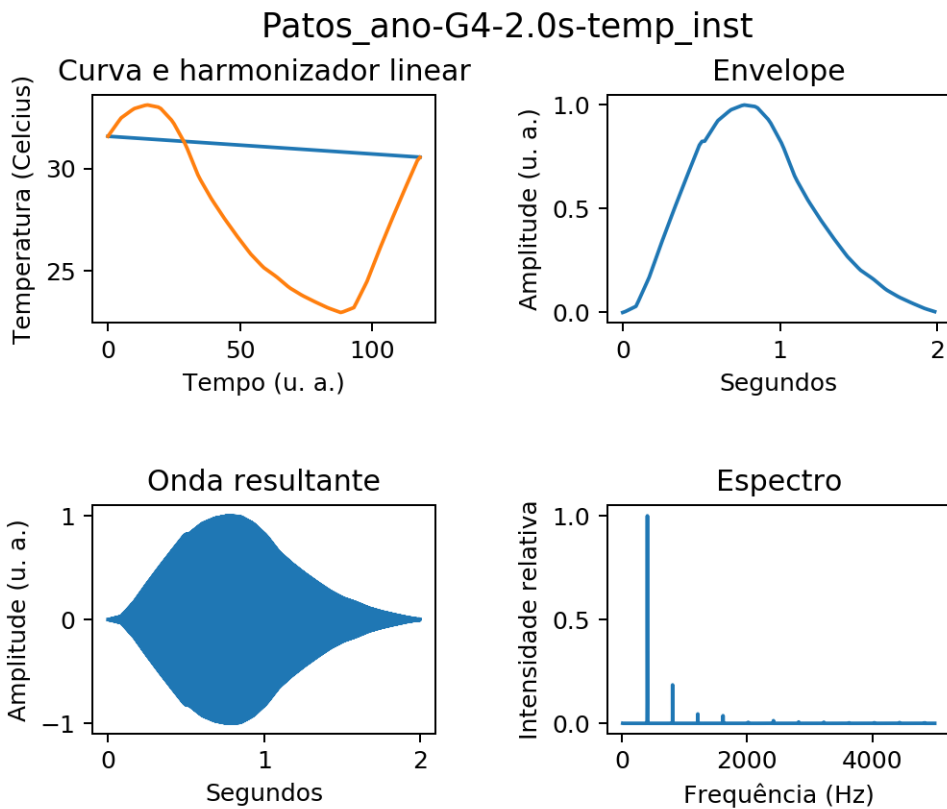 Patos_ano-G4-2.0s-temp_inst
Curva e harmonizador linear
Temperatura (Celcius)
30
25
0 50 100
Tempo (u. a.)
Envelope
Amplitude (u. a.)
1.0
0.5
0.0
0 1 2
Segundos
Onda resultante
Amplitude (u. a.)
1
0
−1
0 1 2
Segundos
Espectro
Intensidade relativa
1.0
0.5
0.0
0 2000 4000
Frequência (Hz)